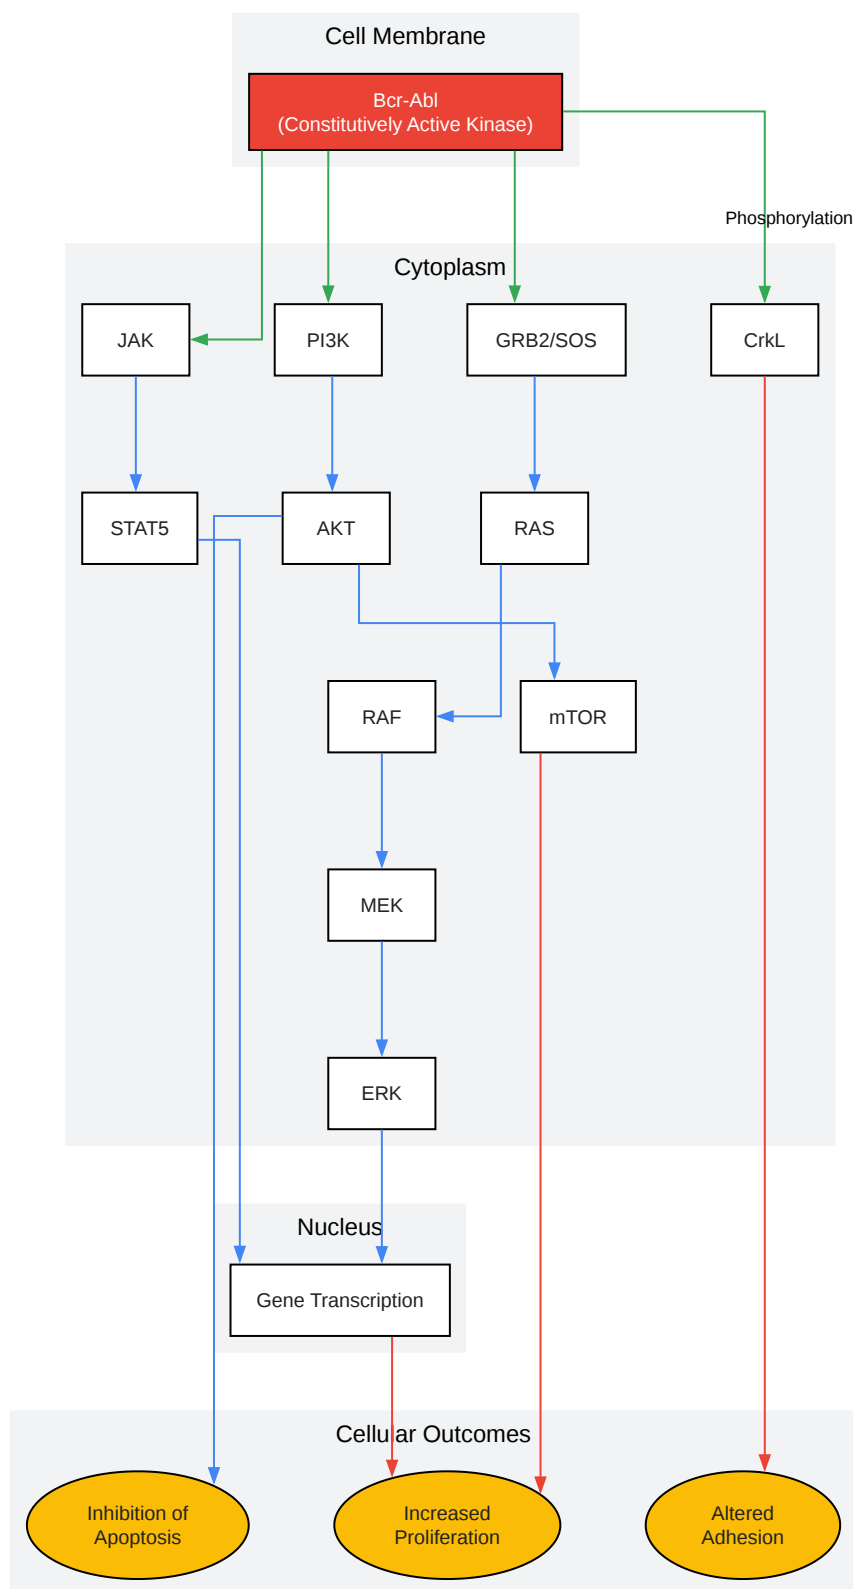 Cell Membrane
Bcr-Abl
(Constitutively Active Kinase)
Phosphorylation
Cytoplasm
JAK
PI3K
GRB2/SOS
CrkL
STAT5
AKT
RAS
RAF
mTOR
MEK
ERK
Nucleus
Gene Transcription
Cellular Outcomes
Inhibition of
Apoptosis
Increased
Proliferation
Altered
Adhesion